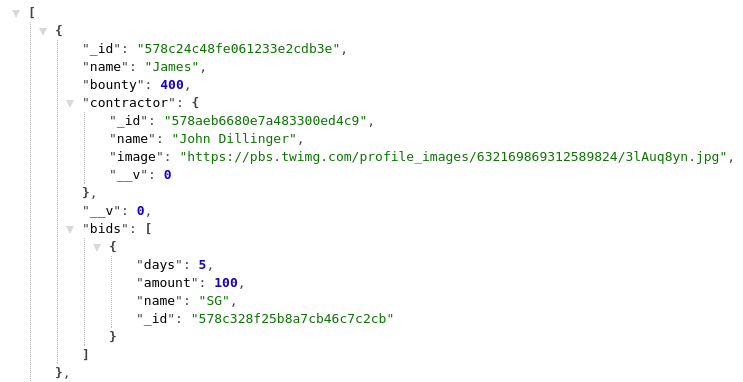 [
{
"_id": "578c24c48fe061233e2cdb3e",
"name": "James",
"bounty": 400,
"contractor": {
"_id": "578aeb6680e7a483300ed4c9",
"name": "John Dillinger",
"image": "https://pbs.twimg.com/profile_images/632169869312589824/3lAuq8yn.jpg",
"__v": 0
},
"__v": 0,
"bids": [
{
"days": 5,
"amount": 100,
"name": "SG",
"_id": "578c328f25b8a7cb46c7c2cb"
}
]
},